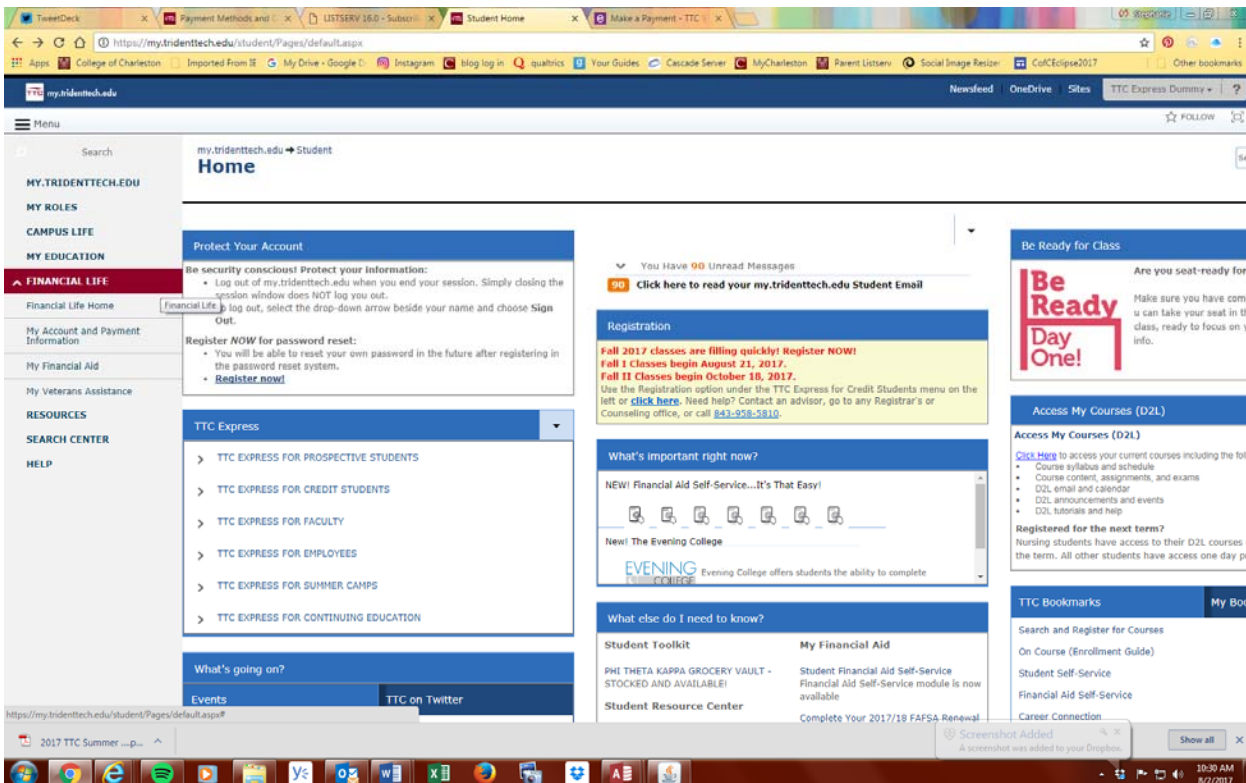 TweetDeck
Payment Methods and
LISTSERV 16.0 - Subscri
Student Home
Make a Payment - TTC
https://my.tridenttech.edu/student/Pages/default.aspx
Apps College of Charleston Imported From IE My Drive - Google D Instagram blog log in qualtrics Your Guides Cascade Server MyCharleston Parent Listserv Social Image Resizer CofCEclipse2017 Other bookmarks
TTC my.tridenttech.edu
Newsfeed OneDrive Sites TTC Express Dummy ?
Menu
FOLLOW
Search
MY.TRIDENTTECH.EDU
MY ROLES
CAMPUS LIFE
MY EDUCATION
FINANCIAL LIFE
Financial Life Home
Financial Life
My Account and Payment
Information
My Financial Aid
My Veterans Assistance
RESOURCES
SEARCH CENTER
HELP
my.tridenttech.edu → Student
Home
Protect Your Account
Be security conscious! Protect your information:
• Log out of my.tridenttech.edu when you end your session. Simply closing the
session window does NOT log you out.
log out, select the drop-down arrow beside your name and choose Sign
Out.
Register NOW for password reset:
• You will be able to reset your own password in the future after registering in
the password reset system.
• Register now!
TTC Express
TTC EXPRESS FOR PROSPECTIVE STUDENTS
TTC EXPRESS FOR CREDIT STUDENTS
TTC EXPRESS FOR FACULTY
TTC EXPRESS FOR EMPLOYEES
TTC EXPRESS FOR SUMMER CAMPS
TTC EXPRESS FOR CONTINUING EDUCATION
What's going on?
Events
TTC on Twitter
You Have 90 Unread Messages
90 Click here to read your my.tridenttech.edu Student Email
Registration
Fall 2017 classes are filling quickly! Register NOW!
Fall I Classes begin August 21, 2017.
Fall II Classes begin October 18, 2017.
Use the Registration option under the TTC Express for Credit Students menu on the
left or click here. Need help? Contact an advisor, go to any Registrar's or
Counseling office, or call 843-958-5810.
What's important right now?
NEW! Financial Aid Self-Service...It's That Easy!
New! The Evening College
EVENING
COLLEGE
Evening College offers students the ability to complete
What else do I need to know?
Student Toolkit
PHI THETA KAPPA GROCERY VAULT -
STOCKED AND AVAILABLE!
Student Resource Center
My Financial Aid
Student Financial Aid Self-Service
Financial Aid Self-Service module is now
available
Complete Your 2017/18 FAFSA Renewal
Be Ready for Class
Be
Ready
Day
One!
Are you seat-ready for
Make sure you have com
u can take your seat in th
class, ready to focus on y
info.
Access My Courses (D2L)
Access My Courses (D2L)
Click Here to access your current courses including the fol
• Course syllabus and schedule
• Course content, assignments, and exams
• D2L email and calendar
• D2L announcements and events
• D2L tutorials and help
Registered for the next term?
Nursing students have access to their D2L courses
the term. All other students have access one day p
TTC Bookmarks
My Boo
Search and Register for Courses
On Course (Enrollment Guide)
Student Self-Service
Financial Aid Self-Service
Career Connection
https://my.tridenttech.edu/student/Pages/default.aspx#
Screenshot Added
A screenshot was added to your Dropbox.
2017 TTC Summer ....p...
Show all
10:30 AM
8/2/2017